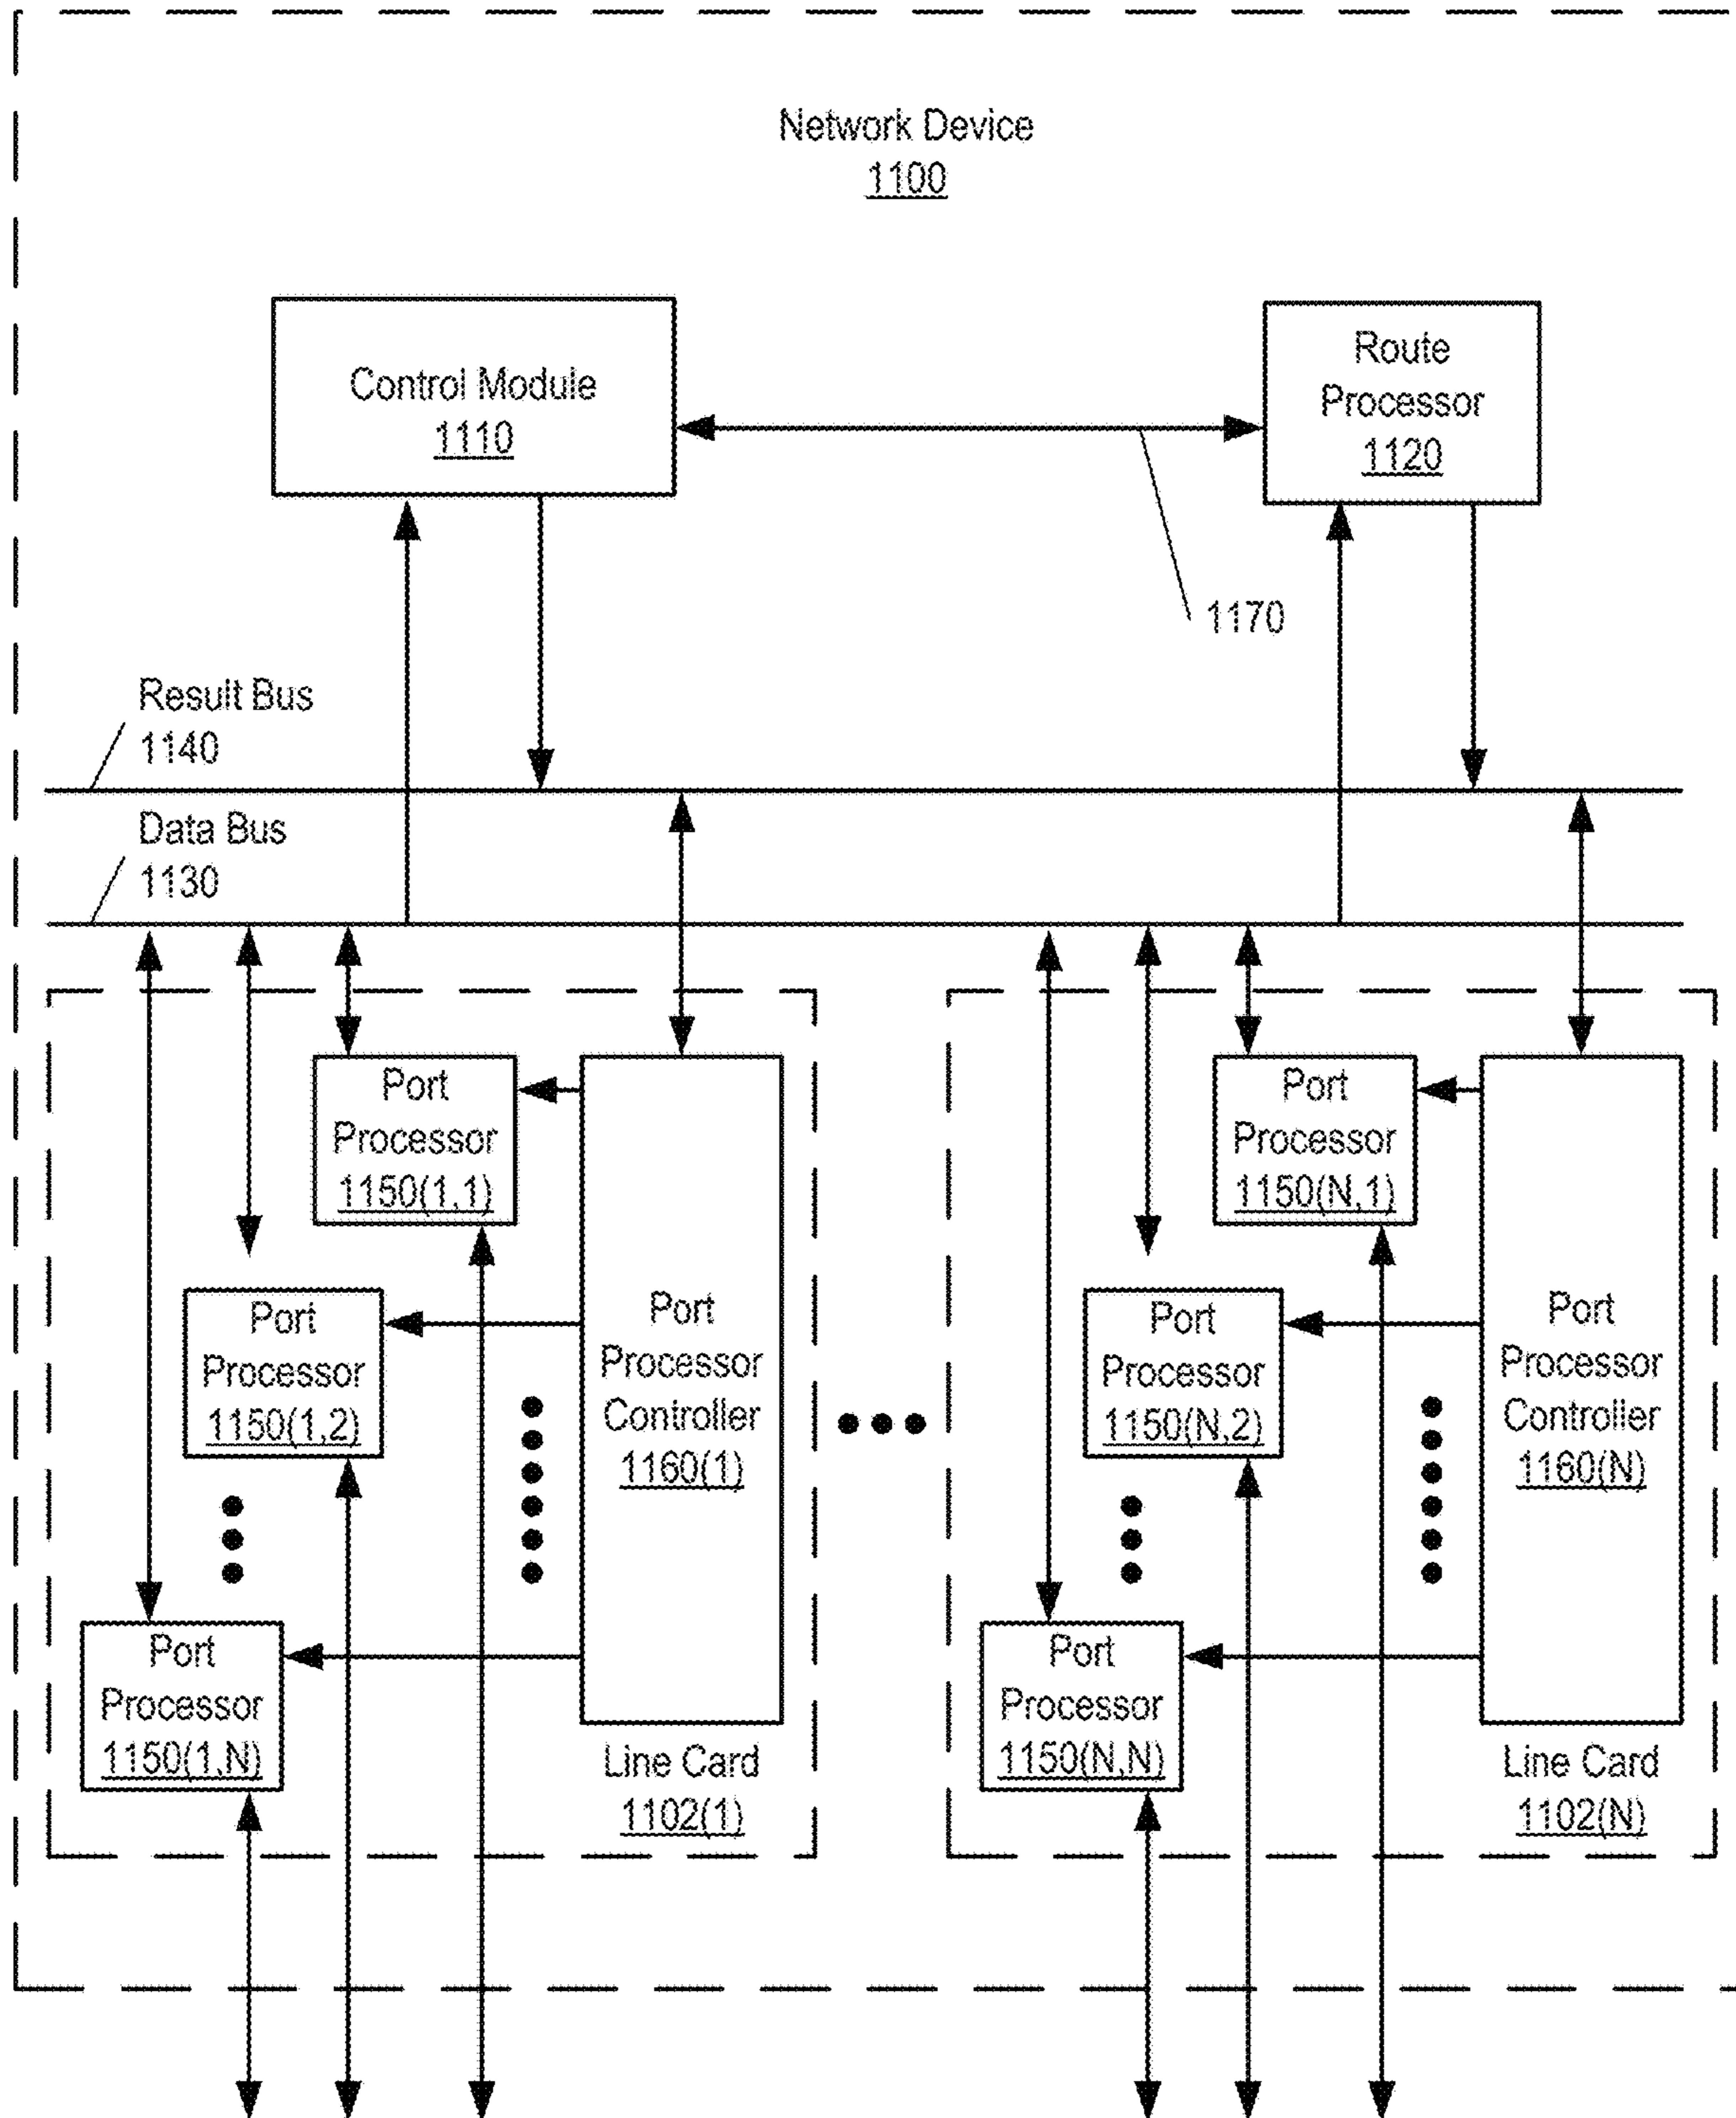 Network Device
1100
Control Module
1110
Route
Processor
1120
1170
Result Bus
1140
Data Bus
1130
Port
Processor
1150(1,1)
Port
Processor
1150(1,2)
Port
Processor
1150(1,N)
Port
Processor
Controller
1160(1)
Line Card
1102(1)
Port
Processor
1150(N,1)
Port
Processor
1150(N,2)
Port
Processor
1150(N,N)
Port
Processor
Controller
1160(N)
Line Card
1102(N)